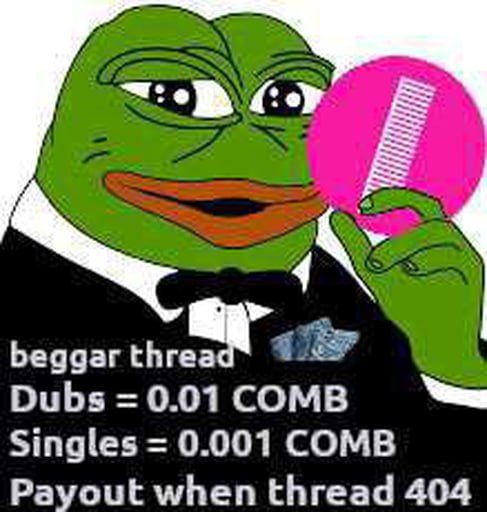 beggar thread
Dubs = 0.01 COMB
Singles = 0.001 COMB
Payout when thread 404